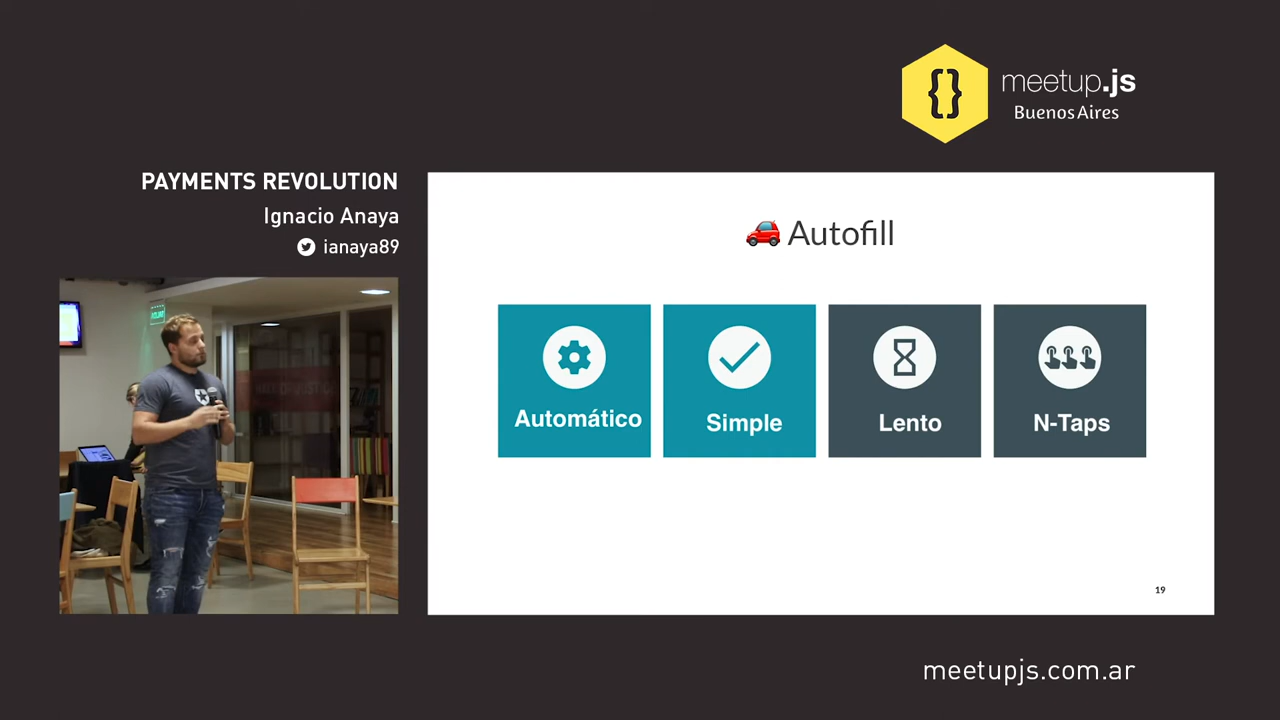 meetup.js
Buenos Aires
PAYMENTS REVOLUTION
Ignacio Anaya
ianaya89
Autofill
Automático
Simple
Lento
N-Taps
19
meetupjs.com.ar